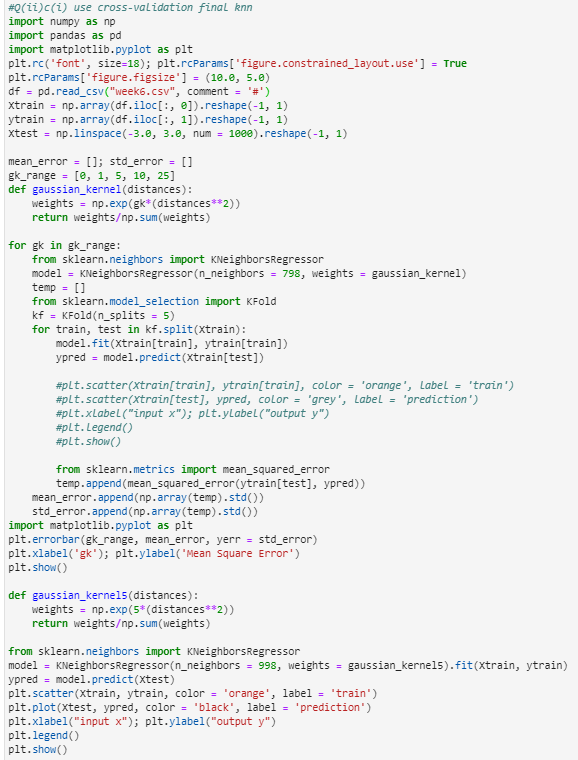 #Q(ii)c(i) use cross-validation final knn
import numpy as np
import pandas as pd
import matplotlib.pyplot as plt
plt.rc('font', size=18); plt.rcParams['figure.constrained_layout.use'] = True
plt.rcParams['figure.figsize'] = (10.0, 5.0)
df = pd.read_csv("week6.csv", comment = '#')
Xtrain = np.array(df.iloc[:, 0]).reshape(-1, 1)
ytrain = np.array(df.iloc[:, 1]).reshape(-1, 1)
Xtest = np.linspace(-3.0, 3.0, num = 1000).reshape(-1, 1)

mean_error = []; std_error = []
gk_range = [0, 1, 5, 10, 25]
def gaussian_kernel(distances):
    weights = np.exp(gk*(distances**2))
    return weights/np.sum(weights)

for gk in gk_range:
    from sklearn.neighbors import KNeighborsRegressor
    model = KNeighborsRegressor(n_neighbors = 798, weights = gaussian_kernel)
    temp = []
    from sklearn.model_selection import KFold
    kf = KFold(n_splits = 5)
    for train, test in kf.split(Xtrain):
        model.fit(Xtrain[train], ytrain[train])
        ypred = model.predict(Xtrain[test])

        #plt.scatter(Xtrain[train], ytrain[train], color = 'orange', label = 'train')
        #plt.scatter(Xtrain[test], ypred, color = 'grey', label = 'prediction')
        #plt.xlabel("input x"); plt.ylabel("output y")
        #plt.legend()
        #plt.show()

        from sklearn.metrics import mean_squared_error
        temp.append(mean_squared_error(ytrain[test], ypred))
    mean_error.append(np.array(temp).std())
    std_error.append(np.array(temp).std())
import matplotlib.pyplot as plt
plt.errorbar(gk_range, mean_error, yerr = std_error)
plt.xlabel('gk'); plt.ylabel('Mean Square Error')
plt.show()

def gaussian_kernel5(distances):
    weights = np.exp(5*(distances**2))
    return weights/np.sum(weights)

from sklearn.neighbors import KNeighborsRegressor
model = KNeighborsRegressor(n_neighbors = 998, weights = gaussian_kernel5).fit(Xtrain, ytrain)
ypred = model.predict(Xtest)
plt.scatter(Xtrain, ytrain, color = 'orange', label = 'train')
plt.plot(Xtest, ypred, color = 'black', label = 'prediction')
plt.xlabel("input x"); plt.ylabel("output y")
plt.legend()
plt.show()